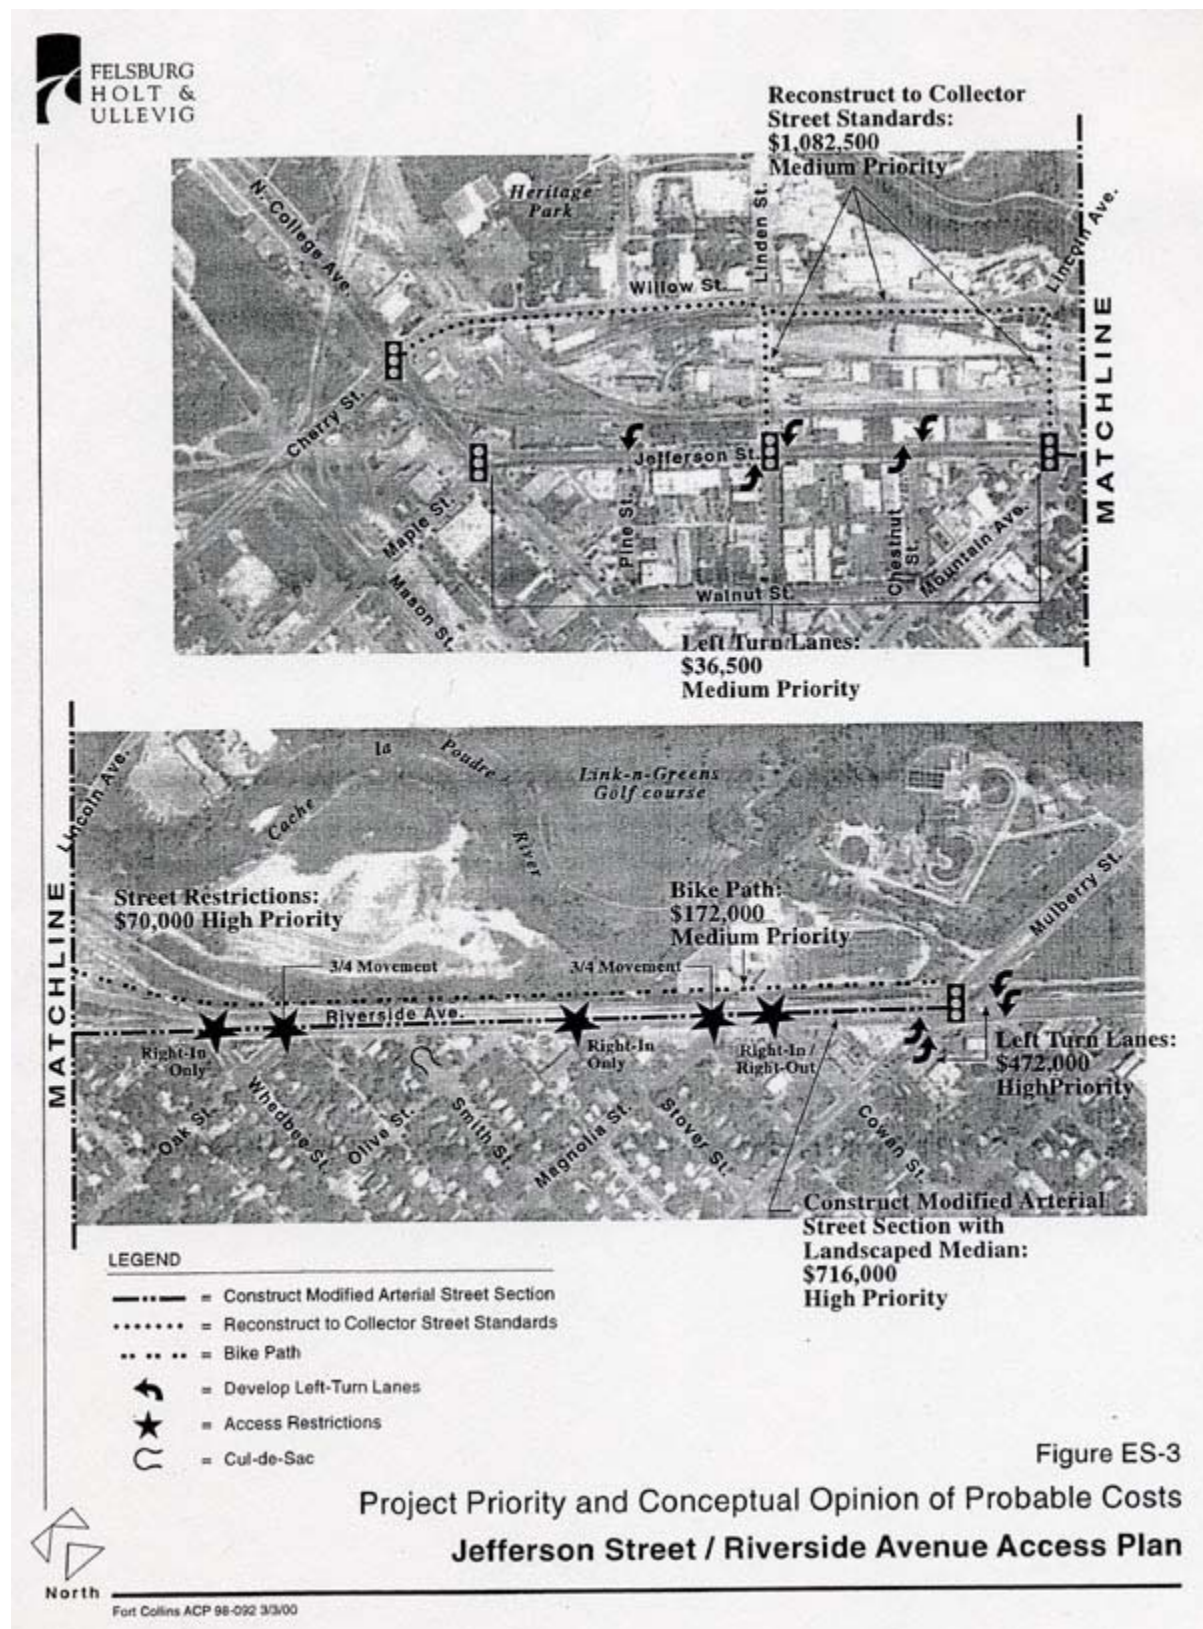 FELSBURG
HOLT &
ULLEVIG
Reconstruct to Collector
Street Standards:
$1,082,500
Medium Priority
N. College Ave.
Heritage
Park
Linden St.
Lincoln Ave.
Willow St.
MATCHLINE
Cherry St.
Jefferson St.
Maple St.
Pine St.
Chestnut
St.
Mountain Ave.
Mason St.
Walnut St.
Left Turn Lanes:
$36,500
Medium Priority
Lincoln Ave.
la
Poudre
Cache
River
Link-n-Greens
Golf course
Mulberry St.
MATCHLINE
Street Restrictions:
$70,000 High Priority
Bike Path:
$172,000
Medium Priority
3/4 Movement
3/4 Movement
Riverside Ave.
Right-In
Only
Right-In
Only
Right-In /
Right-Out
Left Turn Lanes:
$472,000
HighPriority
Oak St.
Whedbee St.
Olive St.
Smith St.
Magnolia St.
Stover St.
Cowan St.
Construct Modified Arterial
Street Section with
Landscaped Median:
$716,000
High Priority
LEGEND
= Construct Modified Arterial Street Section
= Reconstruct to Collector Street Standards
= Bike Path
= Develop Left-Turn Lanes
= Access Restrictions
= Cul-de-Sac
Figure ES-3
Project Priority and Conceptual Opinion of Probable Costs
Jefferson Street / Riverside Avenue Access Plan
North
Fort Collins ACP 98-092 3/3/00